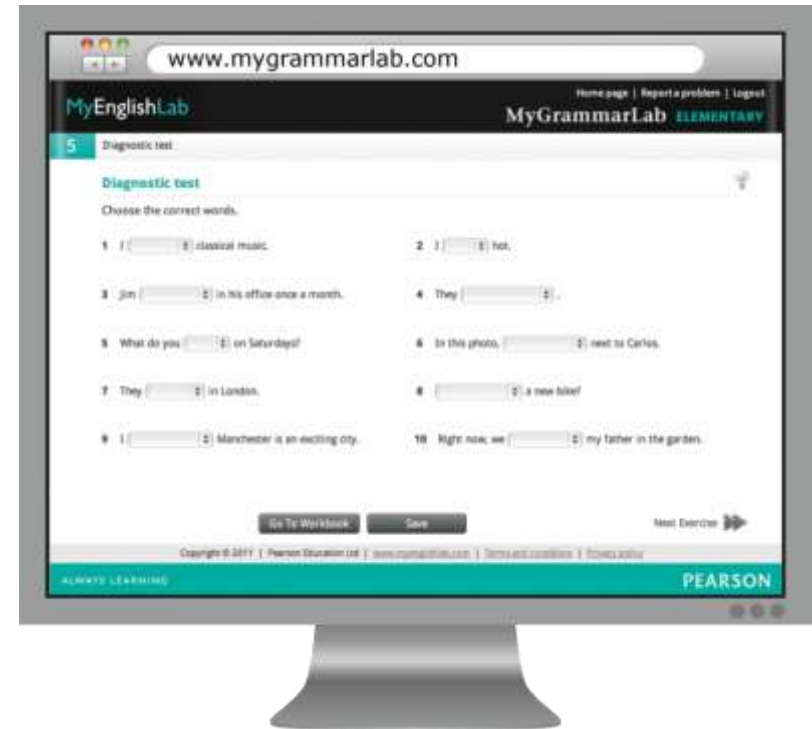 www.mygrammarlab.com
Home page | Report a problem | Logout
MyEnglishLab
MyGrammarLab ELEMENTARY
5 Diagnostic test
Diagnostic test
Choose the correct words.
1 I classical music.
2 I hot.
3 Jim in his office once a month.
4 They .
5 What do you on Saturdays?
6 In this photo, next to Carlos.
7 They in London.
8 a new bike?
9 I Manchester is an exciting city.
10 Right now, we my father in the garden.
Go To Workbook Save Next Exercise
Copyright © 2011 | Pearson Education Ltd | www.myenglishlab.com | Terms and conditions | Privacy policy
ALWAYS LEARNING PEARSON